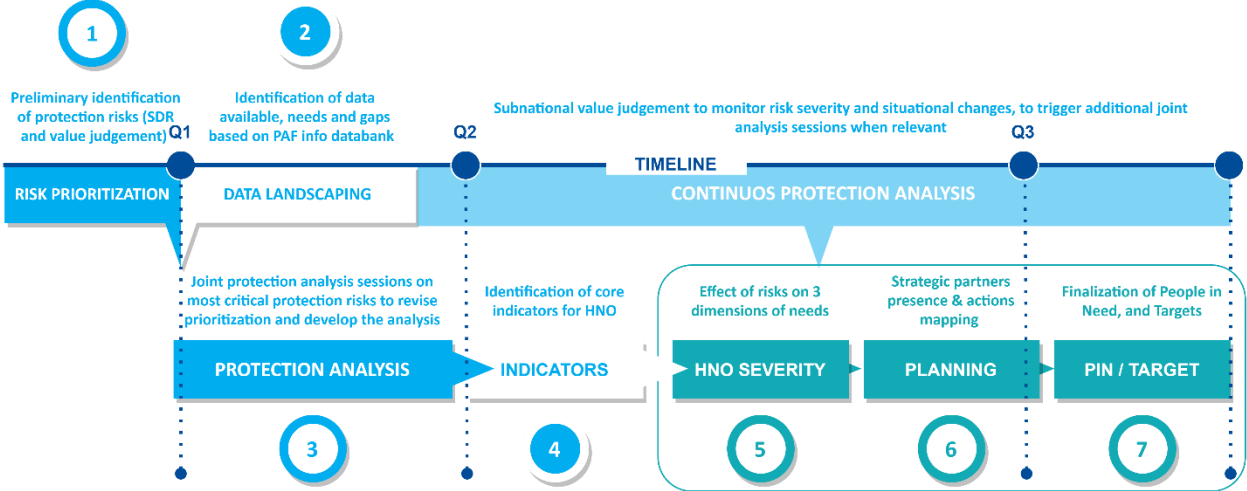 1
2
Preliminary identification
of protection risks (SDR
and value judgement)
Identification of data
available, needs and gaps
based on PAF info databank
Subnational value judgement to monitor risk severity and situational changes, to trigger additional joint
analysis sessions when relevant
Q1
Q2
Q3
TIMELINE
RISK PRIORITIZATION
DATA LANDSCAPING
CONTINUOS PROTECTION ANALYSIS
Joint protection analysis sessions on
most critical protection risks to revise
prioritization and develop the analysis
Identification of core
indicators for HNO
Effect of risks on 3
dimensions of needs
Strategic partners
presence & actions
mapping
Finalization of People in
Need, and Targets
PROTECTION ANALYSIS
INDICATORS
HNO SEVERITY
PLANNING
PIN / TARGET
3
4
5
6
7